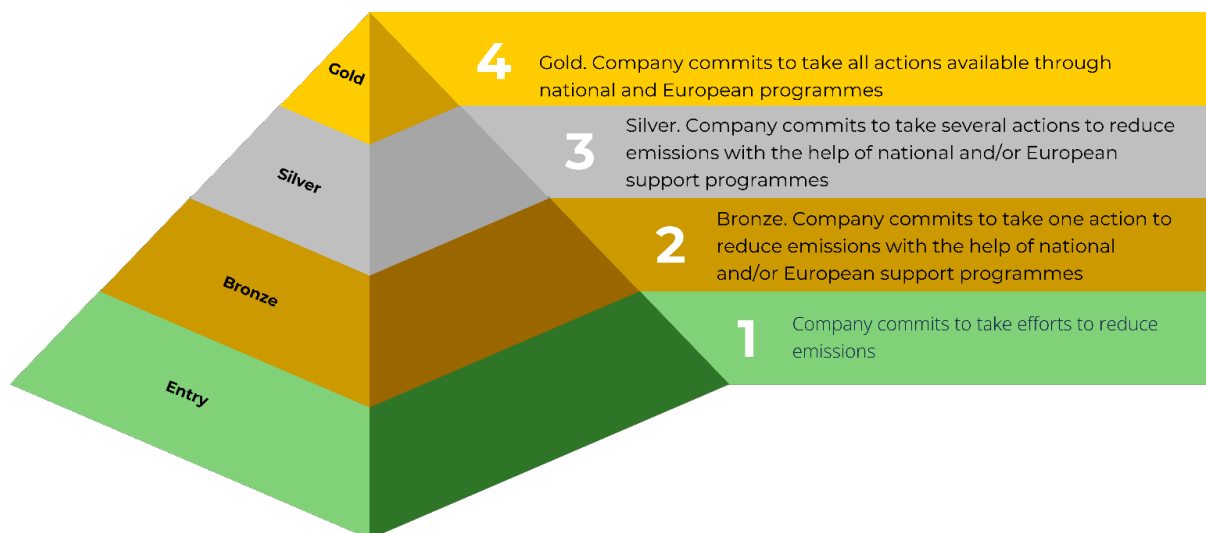 Gold
4
Gold. Company commits to take all actions available through
national and European programmes
Silver
3
Silver. Company commits to take several actions to reduce
emissions with the help of national and/or European
support programmes
Bronze
2
Bronze. Company commits to take one action to
reduce emissions with the help of national
and/or European support programmes
Entry
1
Company commits to take efforts to reduce
emissions